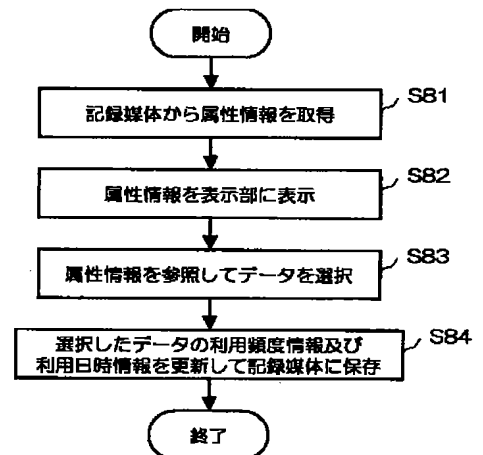 開始
記録媒体から属性情報を取得
S81
属性情報を表示部に表示
S82
属性情報を参照してデータを選択
S83
選択したデータの利用頻度情報及び
利用日時情報を更新して記録媒体に保存
S84
終了